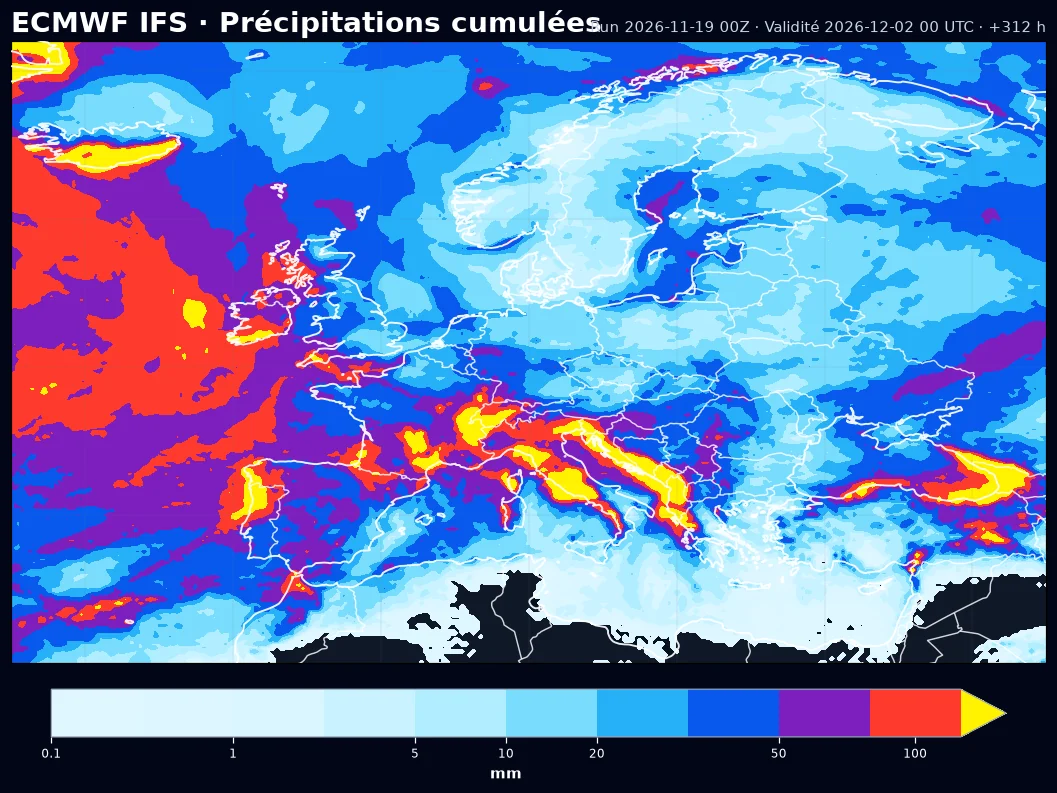 ECMWF IFS · Précipitations cumulées
Run 2026-11-19 00Z · Validité 2026-12-02 00 UTC · +312 h
0.1 1 5 10 20 50 100
mm